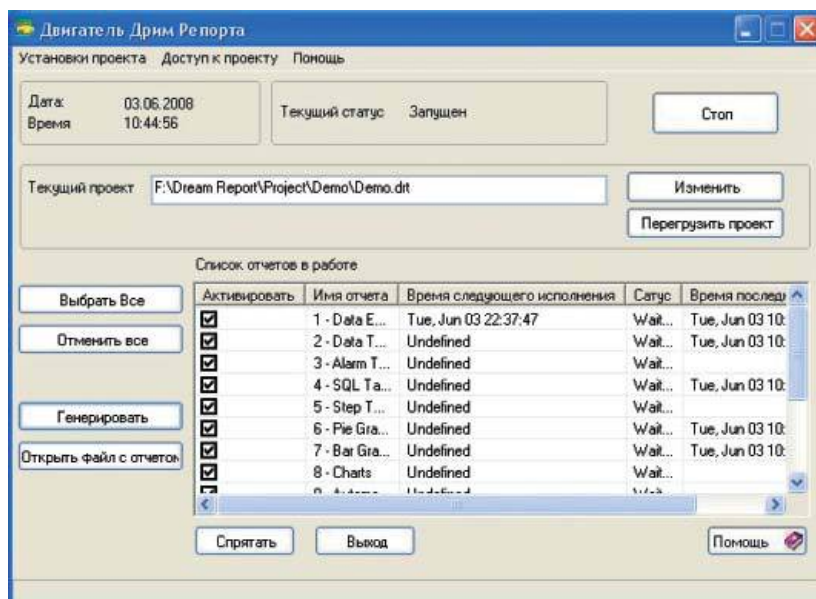 Двигатель Дрим Репорта
Установки проекта Доступ к проекту Помощь
Дата: 03.06.2008
Время 10:44:56
Текущий статус Запущен
Стоп
Текущий проект F:\Dream Report\Project\Demo\Demo.drt
Изменить
Перегрузить проект
Список отчетов в работе
Выбрать Все
Отменить все
Генерировать
Открыть файл с отчетом
Активировать Имя отчета Время следующего исполнения Сатус Время последн
1 - Data E... Tue, Jun 03 22:37:47 Wait... Tue, Jun 03 10:
2 - Data T... Undefined Wait... Tue, Jun 03 10:
3 - Alarm T... Undefined Wait...
4 - SQL Ta... Undefined Wait... Tue, Jun 03 10:
5 - Step T... Undefined Wait...
6 - Pie Gra... Undefined Wait... Tue, Jun 03 10:
7 - Bar Gra... Undefined Wait... Tue, Jun 03 10:
8 - Charts Undefined Wait...
Спрятать Выход Помощь